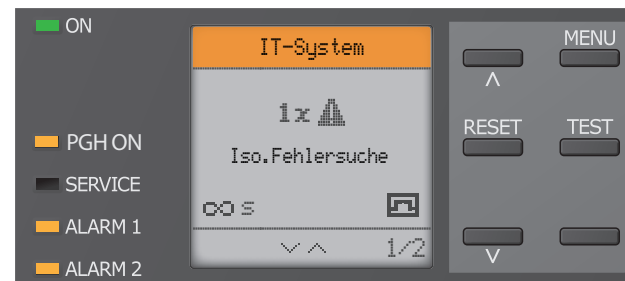 ON
PGH ON
SERVICE
ALARM 1
ALARM 2
IT-System
1x
Iso.Fehlersuche
∞ s
1/2
MENU
RESET
TEST